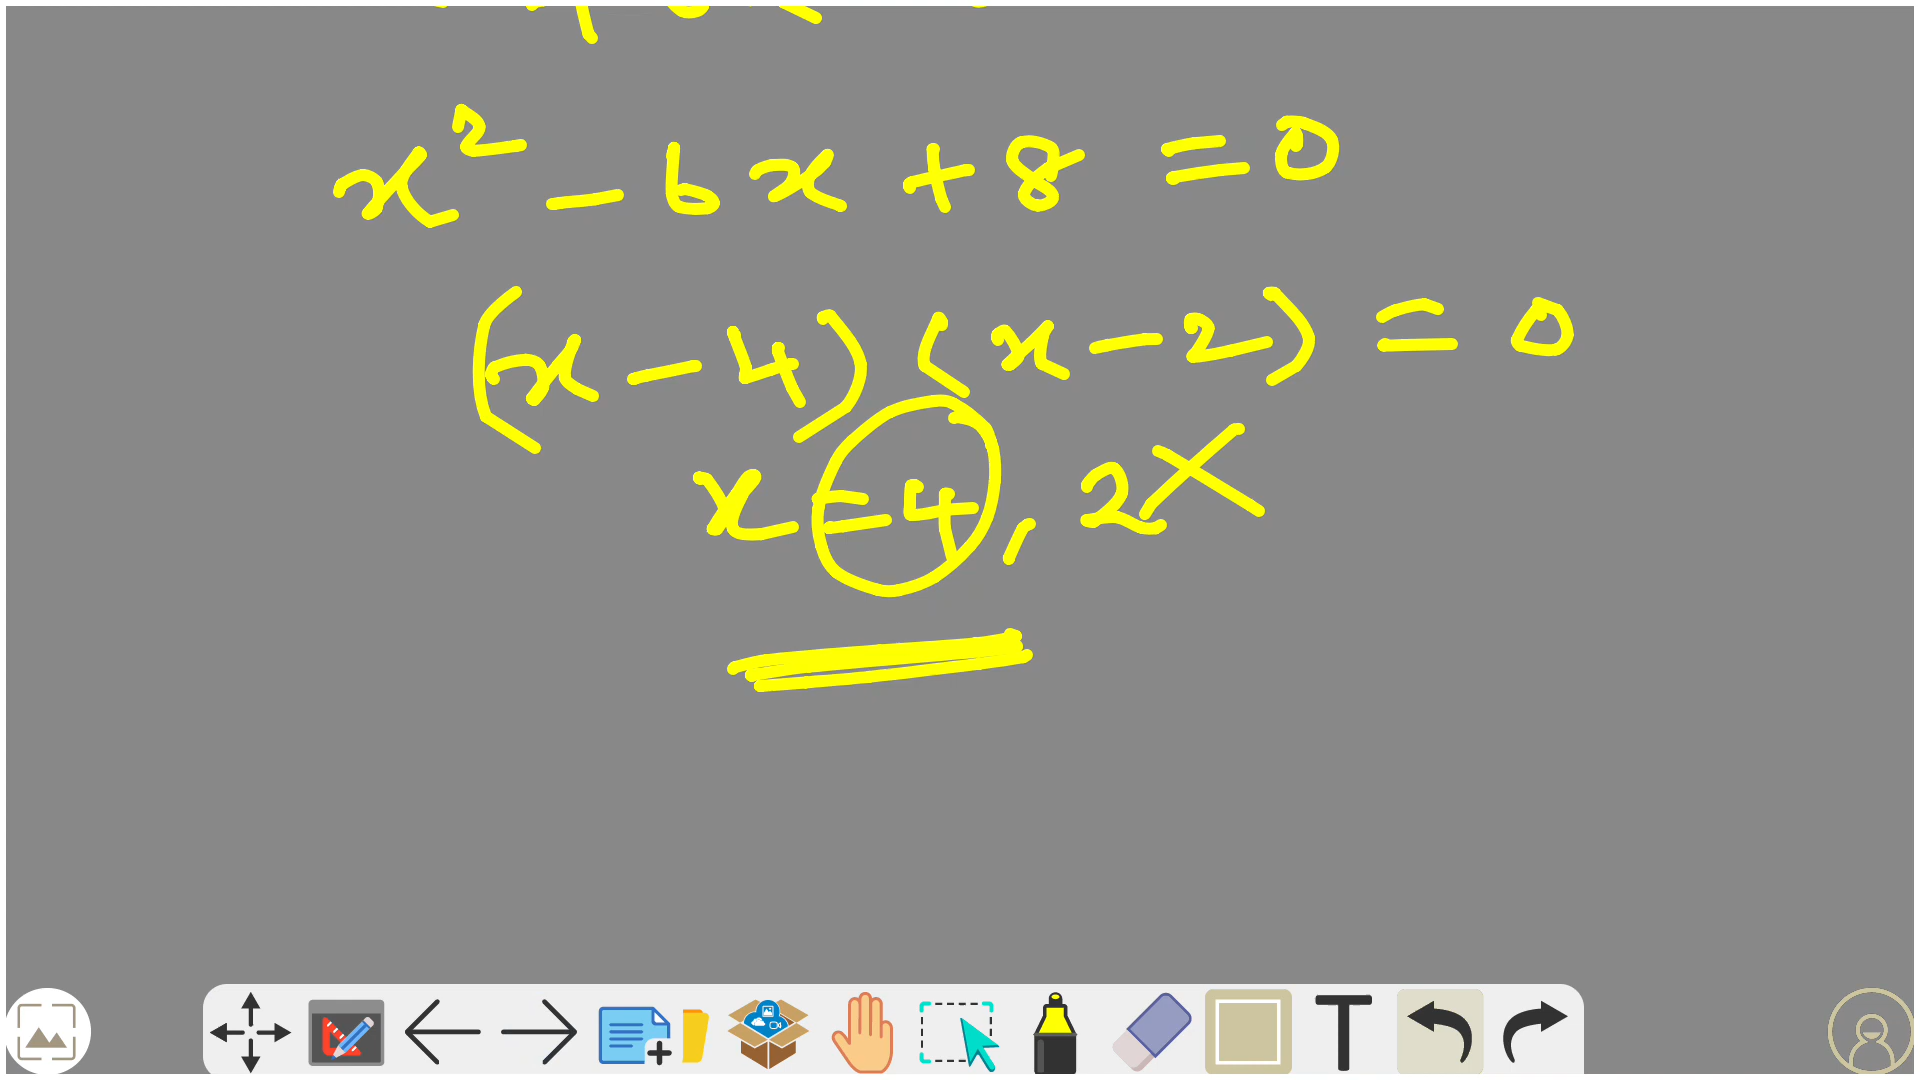 x² - 6x + 8 = 0
(x - 4) (x - 2) = 0
x = 4, 2
T